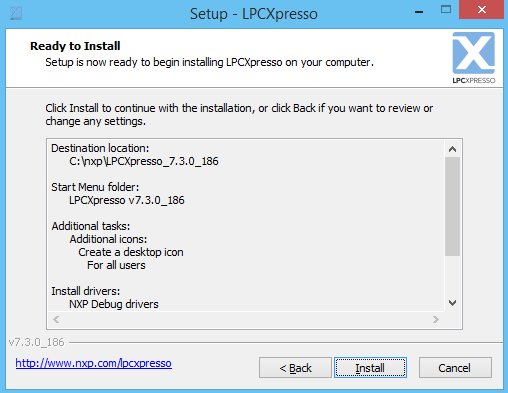 Setup - LPCXpresso
Ready to Install
Setup is now ready to begin installing LPCXpresso on your computer.
LPCXPRESSO
Click Install to continue with the installation, or click Back if you want to review or
change any settings.
Destination location:
C:\nxp\LPCXpresso_7.3.0_186
Start Menu folder:
LPCXpresso v7.3.0_186
Additional tasks:
Additional icons:
Create a desktop icon
For all users
Install drivers:
NXP Debug drivers
v7.3.0_186
http://www.nxp.com/lpcxpresso
< Back
Install
Cancel